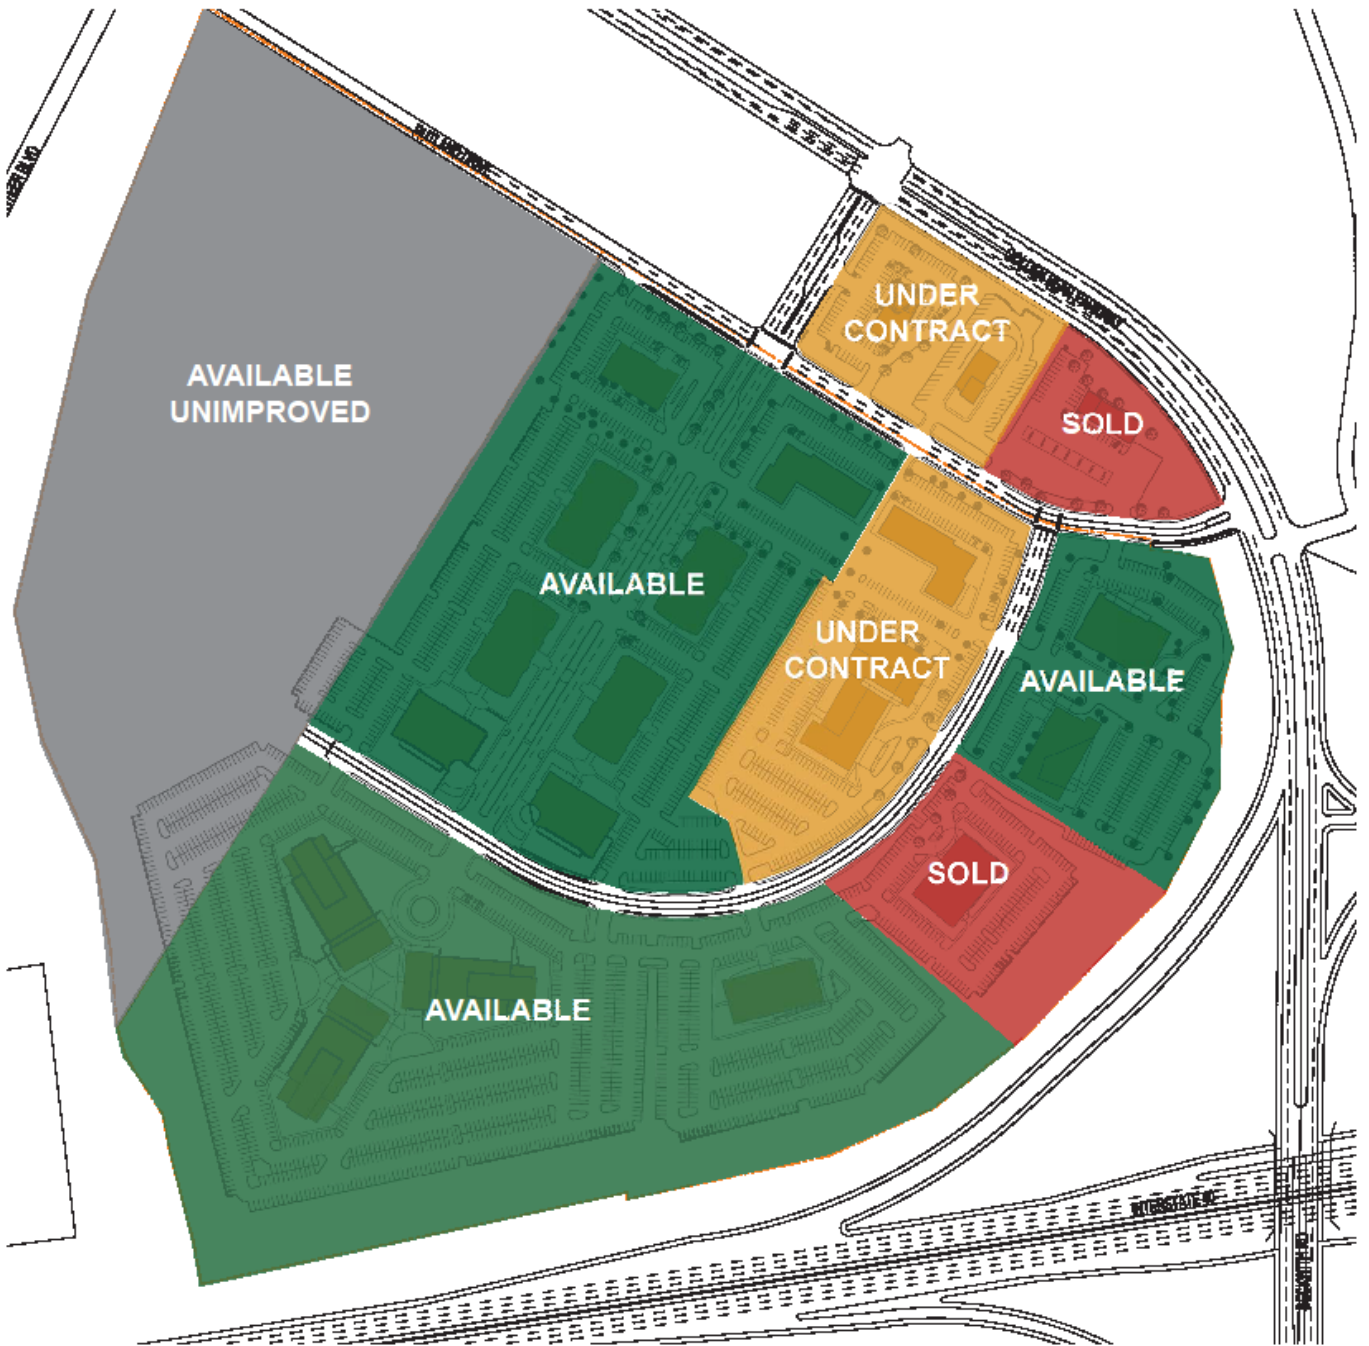 UNDER
CONTRACT
AVAILABLE
UNIMPROVED
SOLD
AVAILABLE
UNDER
CONTRACT
AVAILABLE
SOLD
AVAILABLE